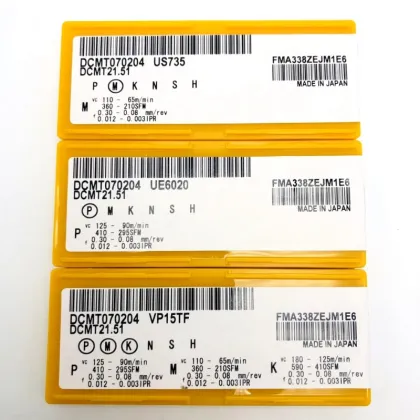 DCMT070204 US735
DCMT21.51
FMA338ZEJM1E6
MADE IN JAPAN
P M K N S H
M vc 110 - 65m/min
360 - 210SFM
f 0.30 - 0.08 mm/rev
0.012 - 0.003IPR
DCMT070204 UE6020
DCMT21.51
FMA338ZEJM1E6
MADE IN JAPAN
P M K N S H
P vc 125 - 90m/min
410 - 295SFM
f 0.30 - 0.08 mm/rev
0.012 - 0.003IPR
DCMT070204 VP15TF
DCMT21.51
FMA338ZEJM1E6
MADE IN JAPAN
P M K N S H
P vc 125 - 90m/min M vc 110 - 65m/min K vc 180 - 125m/min
410 - 295SFM 360 - 210SFM 590 - 410SFM
f 0.30 - 0.08 mm/rev f 0.30 - 0.08 mm/rev f 0.30 - 0.08 mm/rev
0.012 - 0.003IPR 0.012 - 0.003IPR 0.012 - 0.003IPR